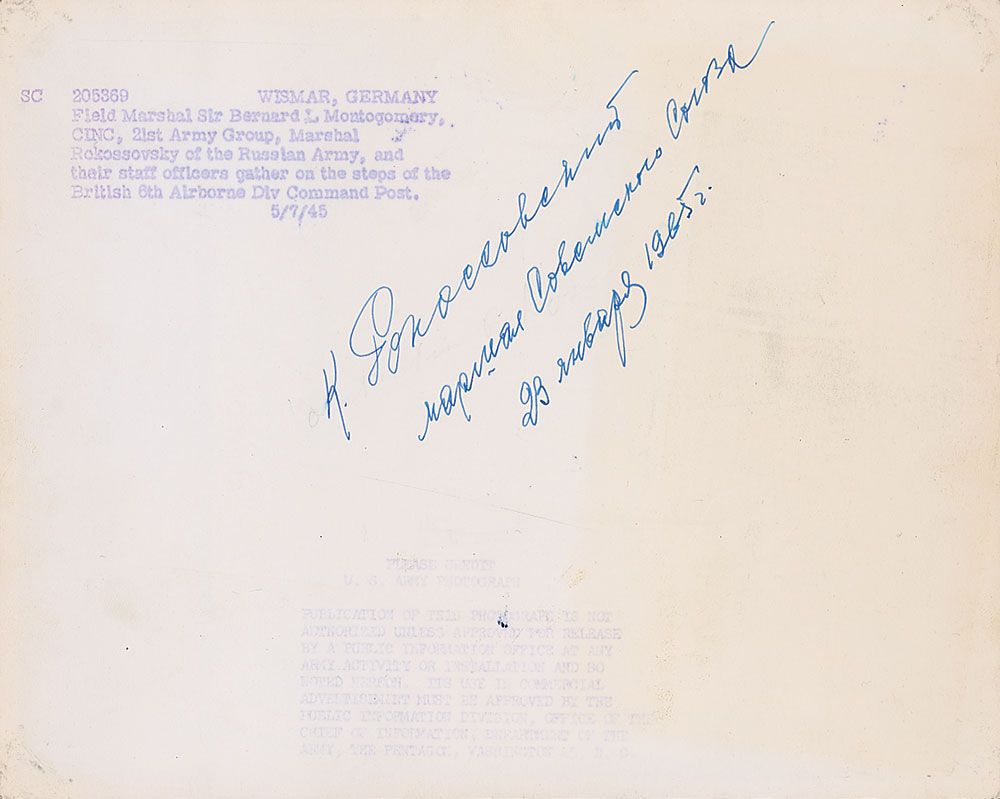 SC 205369 WISMAR, GERMANY
Field Marshal Sir Bernard L Montogomery,
CINC, 21st Army Group, Marshal
Rokossovsky of the Russian Army, and
their staff officers gather on the steps of the
British 6th Airborne Div Command Post.
5/7/45
К. Рокоссовский
маршал Советского Союза
23 января 1965 г.
PLEASE CREDIT
U. S. ARMY PHOTOGRAPH
PUBLICATION OF THIS PHOTOGRAPH IS NOT
AUTHORIZED UNLESS APPROVED FOR RELEASE
BY A PUBLIC INFORMATION OFFICE AT ANY
ARMY ACTIVITY OR INSTALLATION AND SO
NOTED HEREON. ITS USE IN COMMERCIAL
ADVERTISEMENT MUST BE APPROVED BY THE
PUBLIC INFORMATION DIVISION, OFFICE OF THE
CHIEF OF INFORMATION, DEPARTMENT OF THE
ARMY, THE PENTAGON, WASHINGTON 25, D. C.